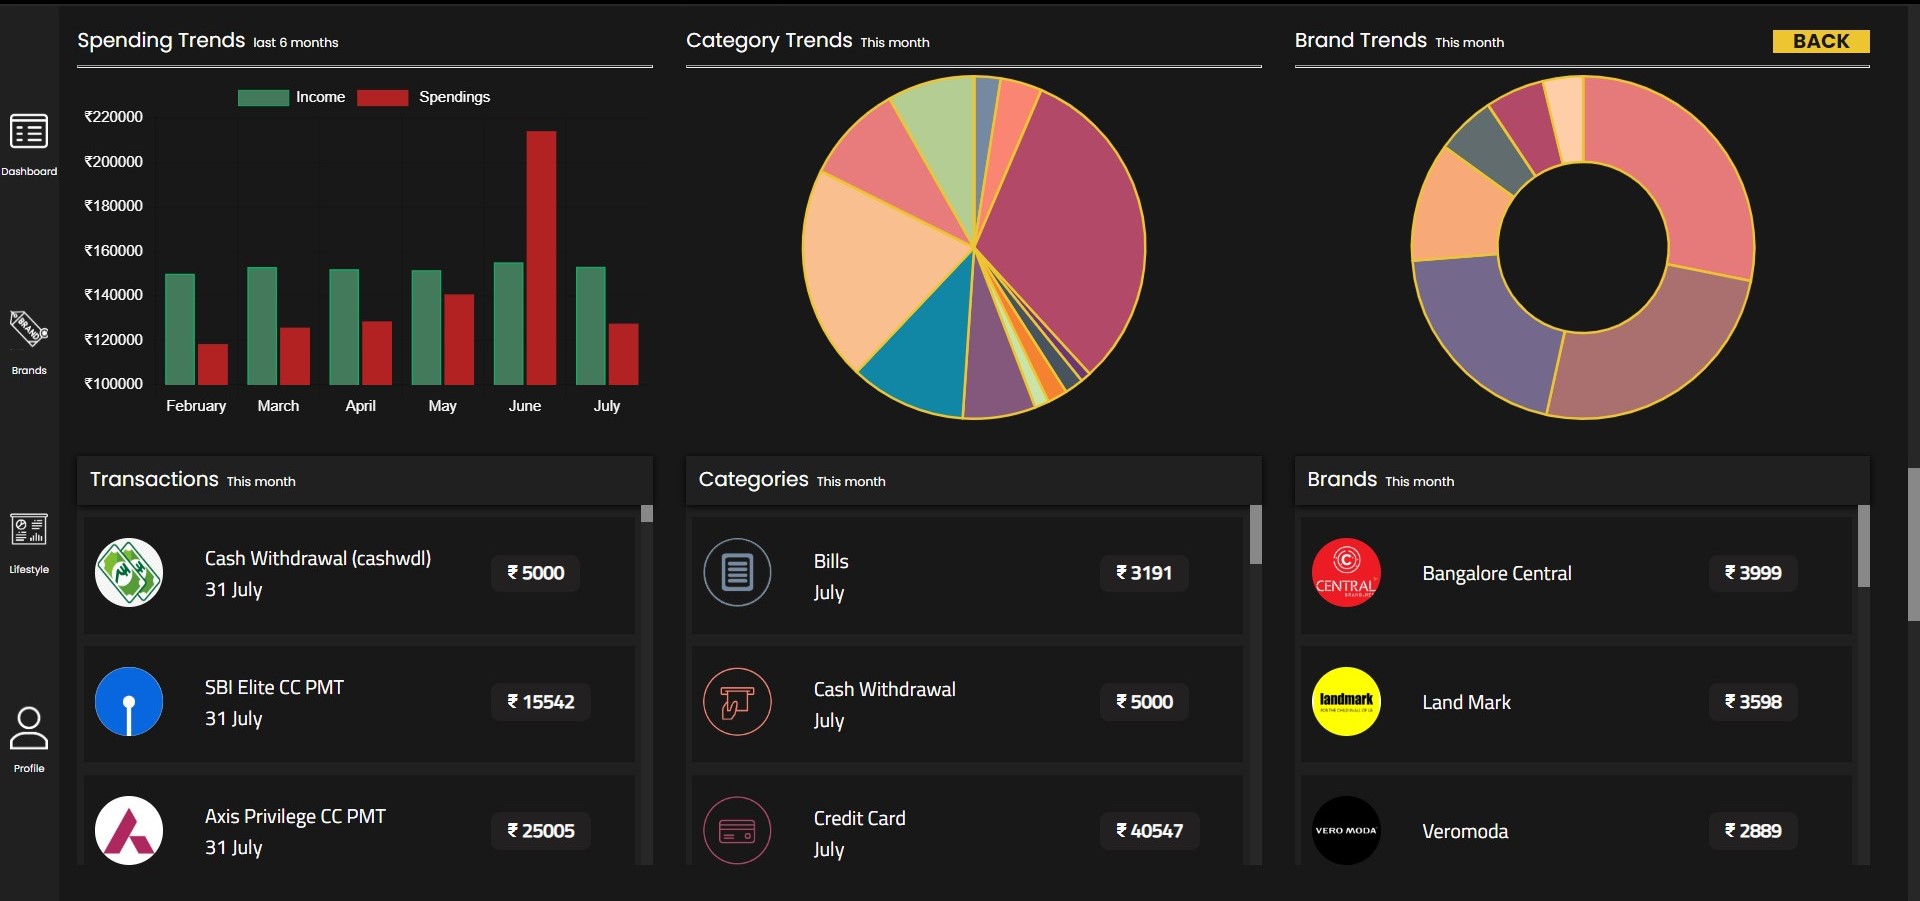 Spending Trends last 6 months
Category Trends This month
Brand Trends This month
BACK
Income
Spendings
₹220000
₹200000
₹180000
₹160000
₹140000
₹120000
₹100000
February
March
April
May
June
July
Dashboard
BRAND
Brands
Lifestyle
Profile
Transactions This month
Cash Withdrawal (cashwdl)
31 July
₹ 5000
SBI Elite CC PMT
31 July
₹ 15542
Axis Privilege CC PMT
31 July
₹ 25005
Categories This month
Bills
July
₹ 3191
Cash Withdrawal
July
₹ 5000
Credit Card
July
₹ 40547
Brands This month
C
CENTRAL
Bangalore Central
₹ 3999
landmark
Land Mark
₹ 3598
VERO MODA
Veromoda
₹ 2889